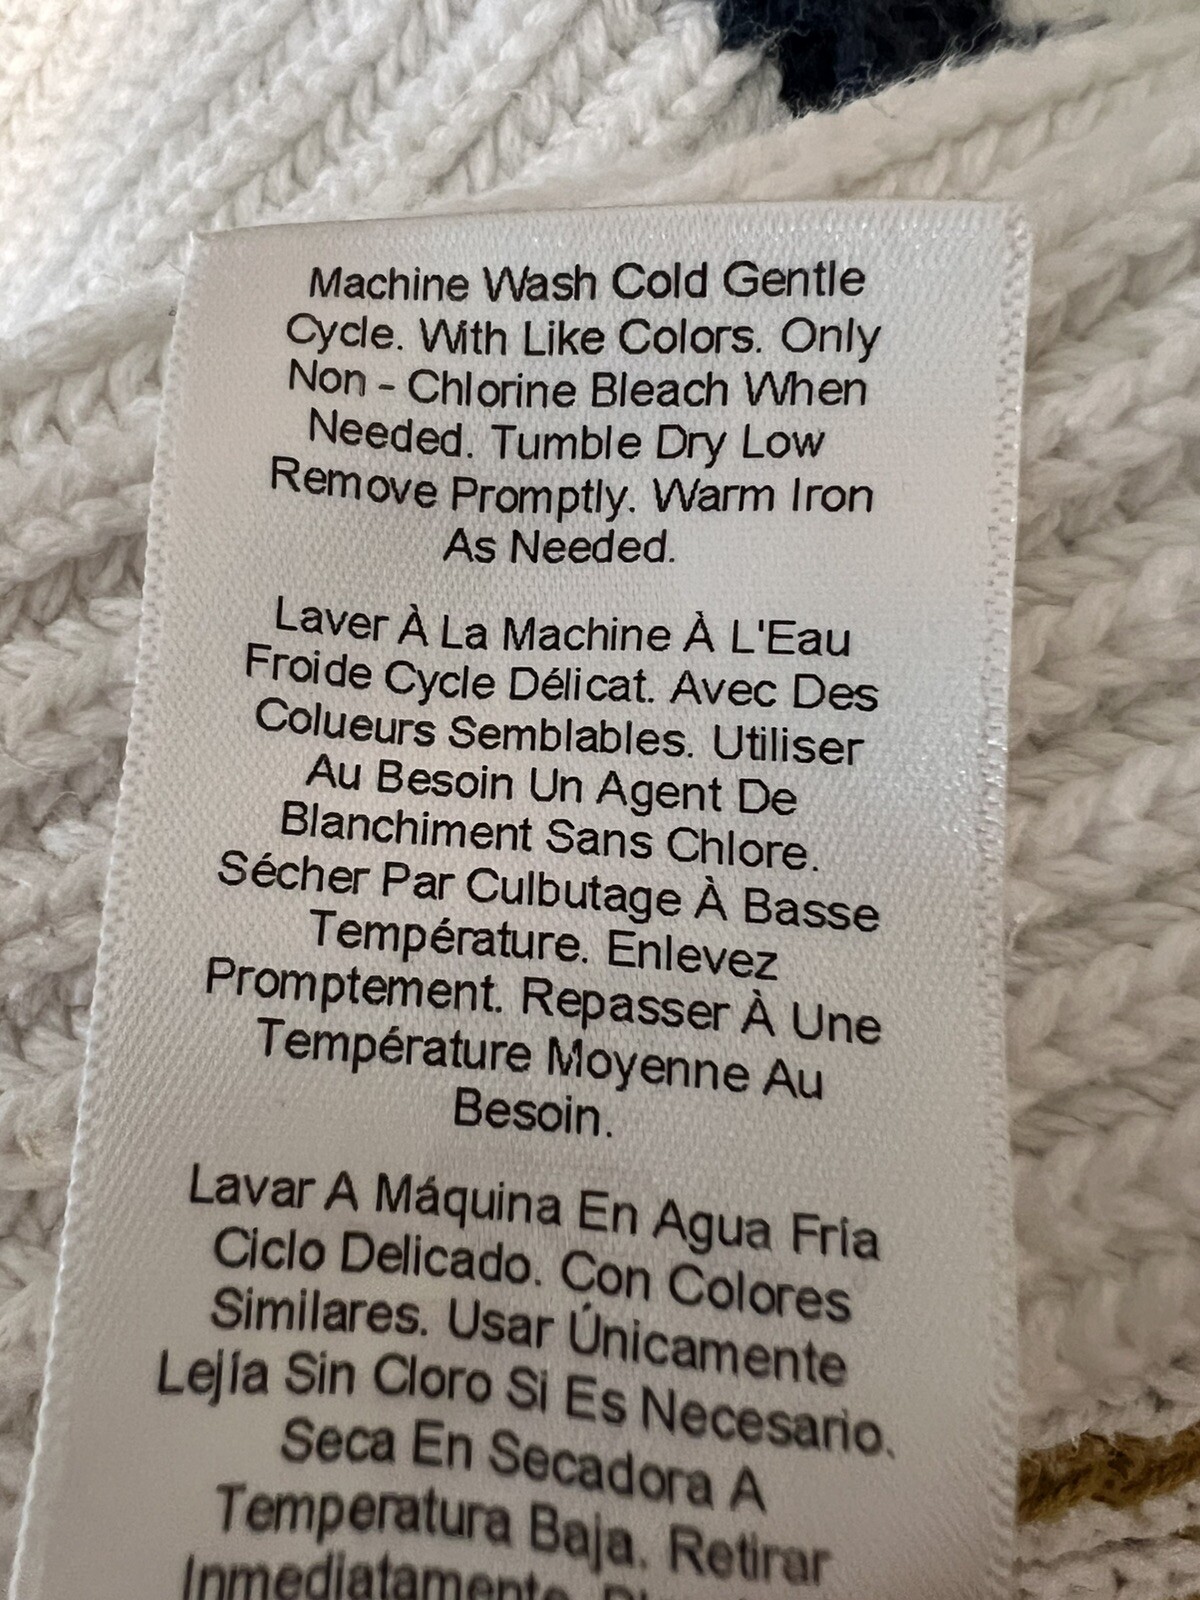 Machine Wash Cold Gentle
Cycle. With Like Colors. Only
Non - Chlorine Bleach When
Needed. Tumble Dry Low
Remove Promptly. Warm Iron
As Needed.
Laver À La Machine À L'Eau
Froide Cycle Délicat. Avec Des
Colueurs Semblables. Utiliser
Au Besoin Un Agent De
Blanchiment Sans Chlore.
Sécher Par Culbutage À Basse
Température. Enlevez
Promptement. Repasser À Une
Température Moyenne Au
Besoin.
Lavar A Máquina En Agua Fría
Ciclo Delicado. Con Colores
Similares. Usar Únicamente
Lejía Sin Cloro Si Es Necesario.
Seca En Secadora A
Temperatura Baja. Retirar
Inmediatamente.